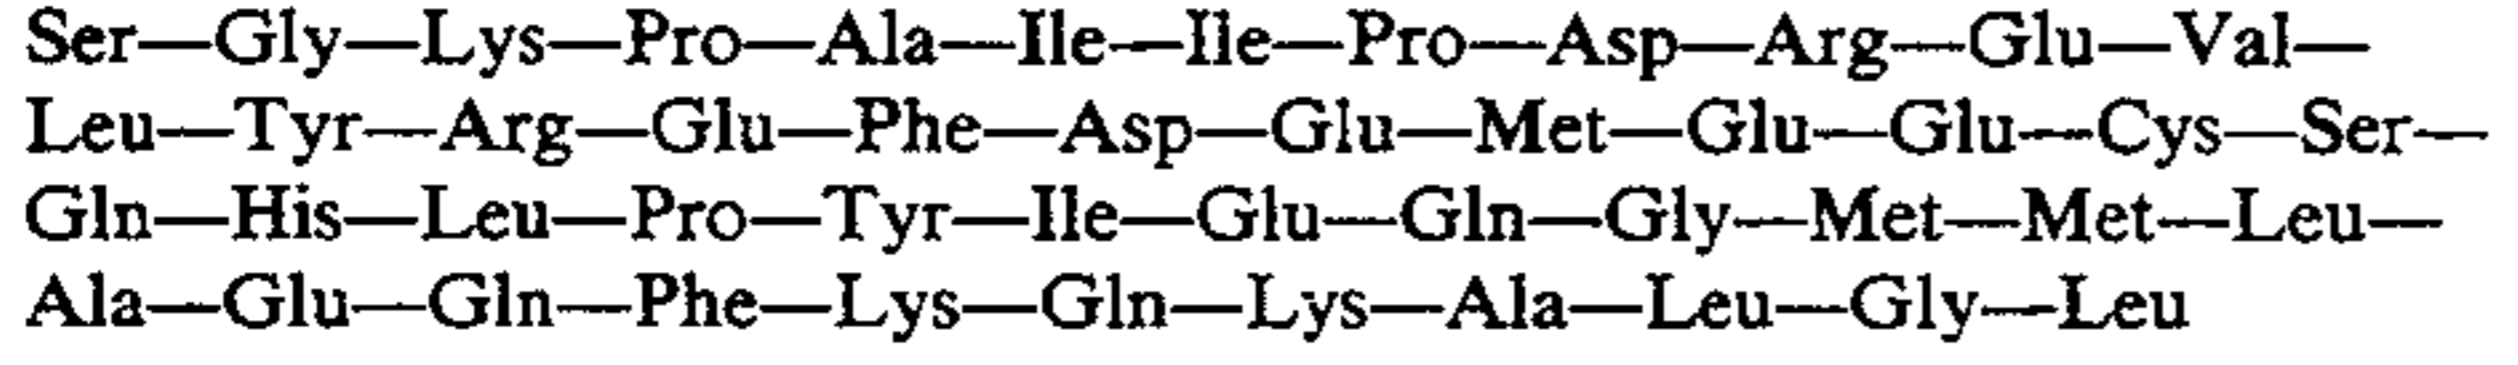 Ser—Gly—Lys—Pro—Ala—Ile—Ile—Pro—Asp—Arg—Glu—Val—
Leu—Tyr—Arg—Glu—Phe—Asp—Glu—Met—Glu—Glu—Cys—Ser—
Gln—His—Leu—Pro—Tyr—Ile—Glu—Gln—Gly—Met—Met—Leu—
Ala—Glu—Gln—Phe—Lys—Gln—Lys—Ala—Leu—Gly—Leu